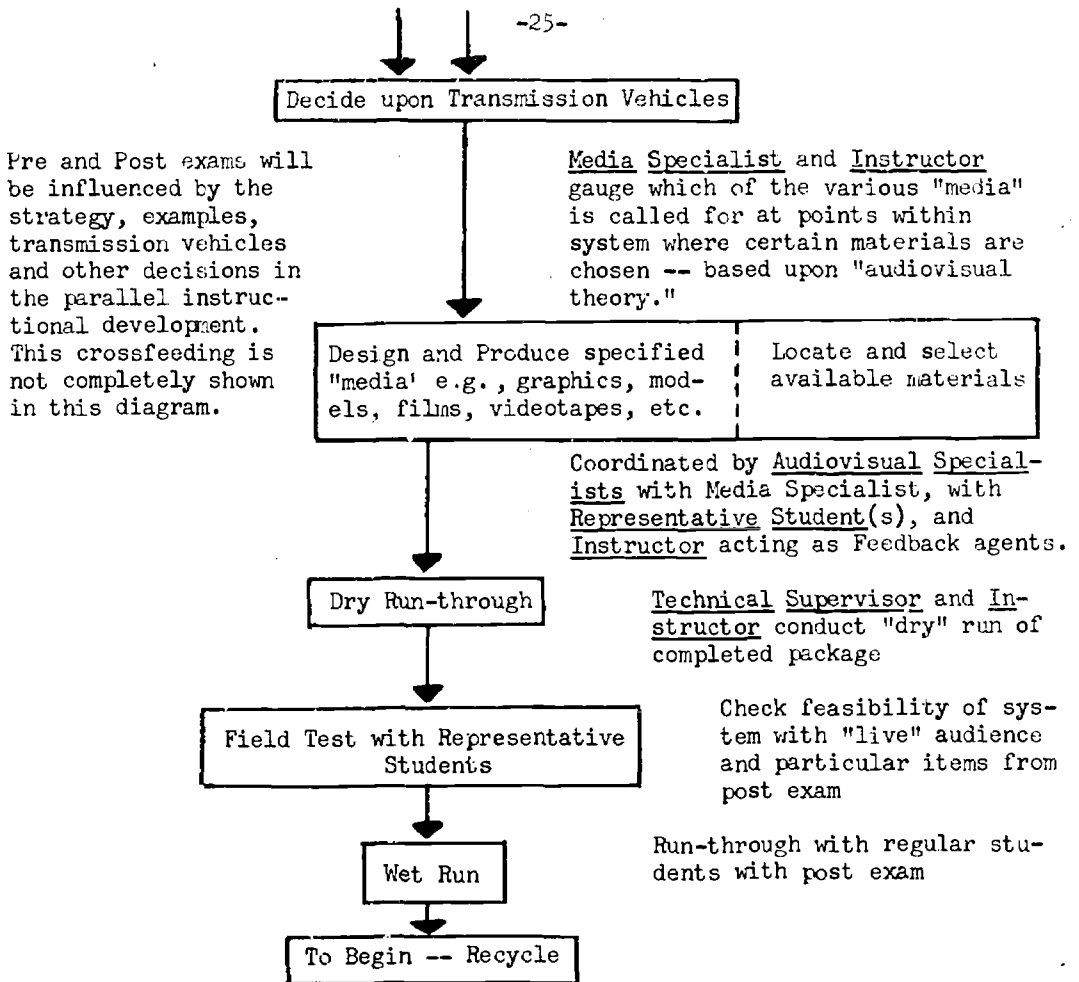 -25-
Decide upon Transmission Vehicles
Pre and Post exams will
be influenced by the
strategy, examples,
transmission vehicles
and other decisions in
the parallel instruc-
tional development.
This crossfeeding is
not completely shown
in this diagram.
Media Specialist and Instructor
gauge which of the various "media"
is called for at points within
system where certain materials are
chosen -- based upon "audiovisual
theory."
Design and Produce specified
"media' e.g., graphics, mod-
els, films, videotapes, etc.
Locate and select
available materials
Coordinated by Audiovisual Special-
ists with Media Specialist, with
Representative Student(s), and
Instructor acting as Feedback agents.
Dry Run-through
Technical Supervisor and In-
structor conduct "dry" run of
completed package
Field Test with Representative
Students
Check feasibility of sys-
tem with "live" audience
and particular items from
post exam
Wet Run
Run-through with regular stu-
dents with post exam
To Begin -- Recycle